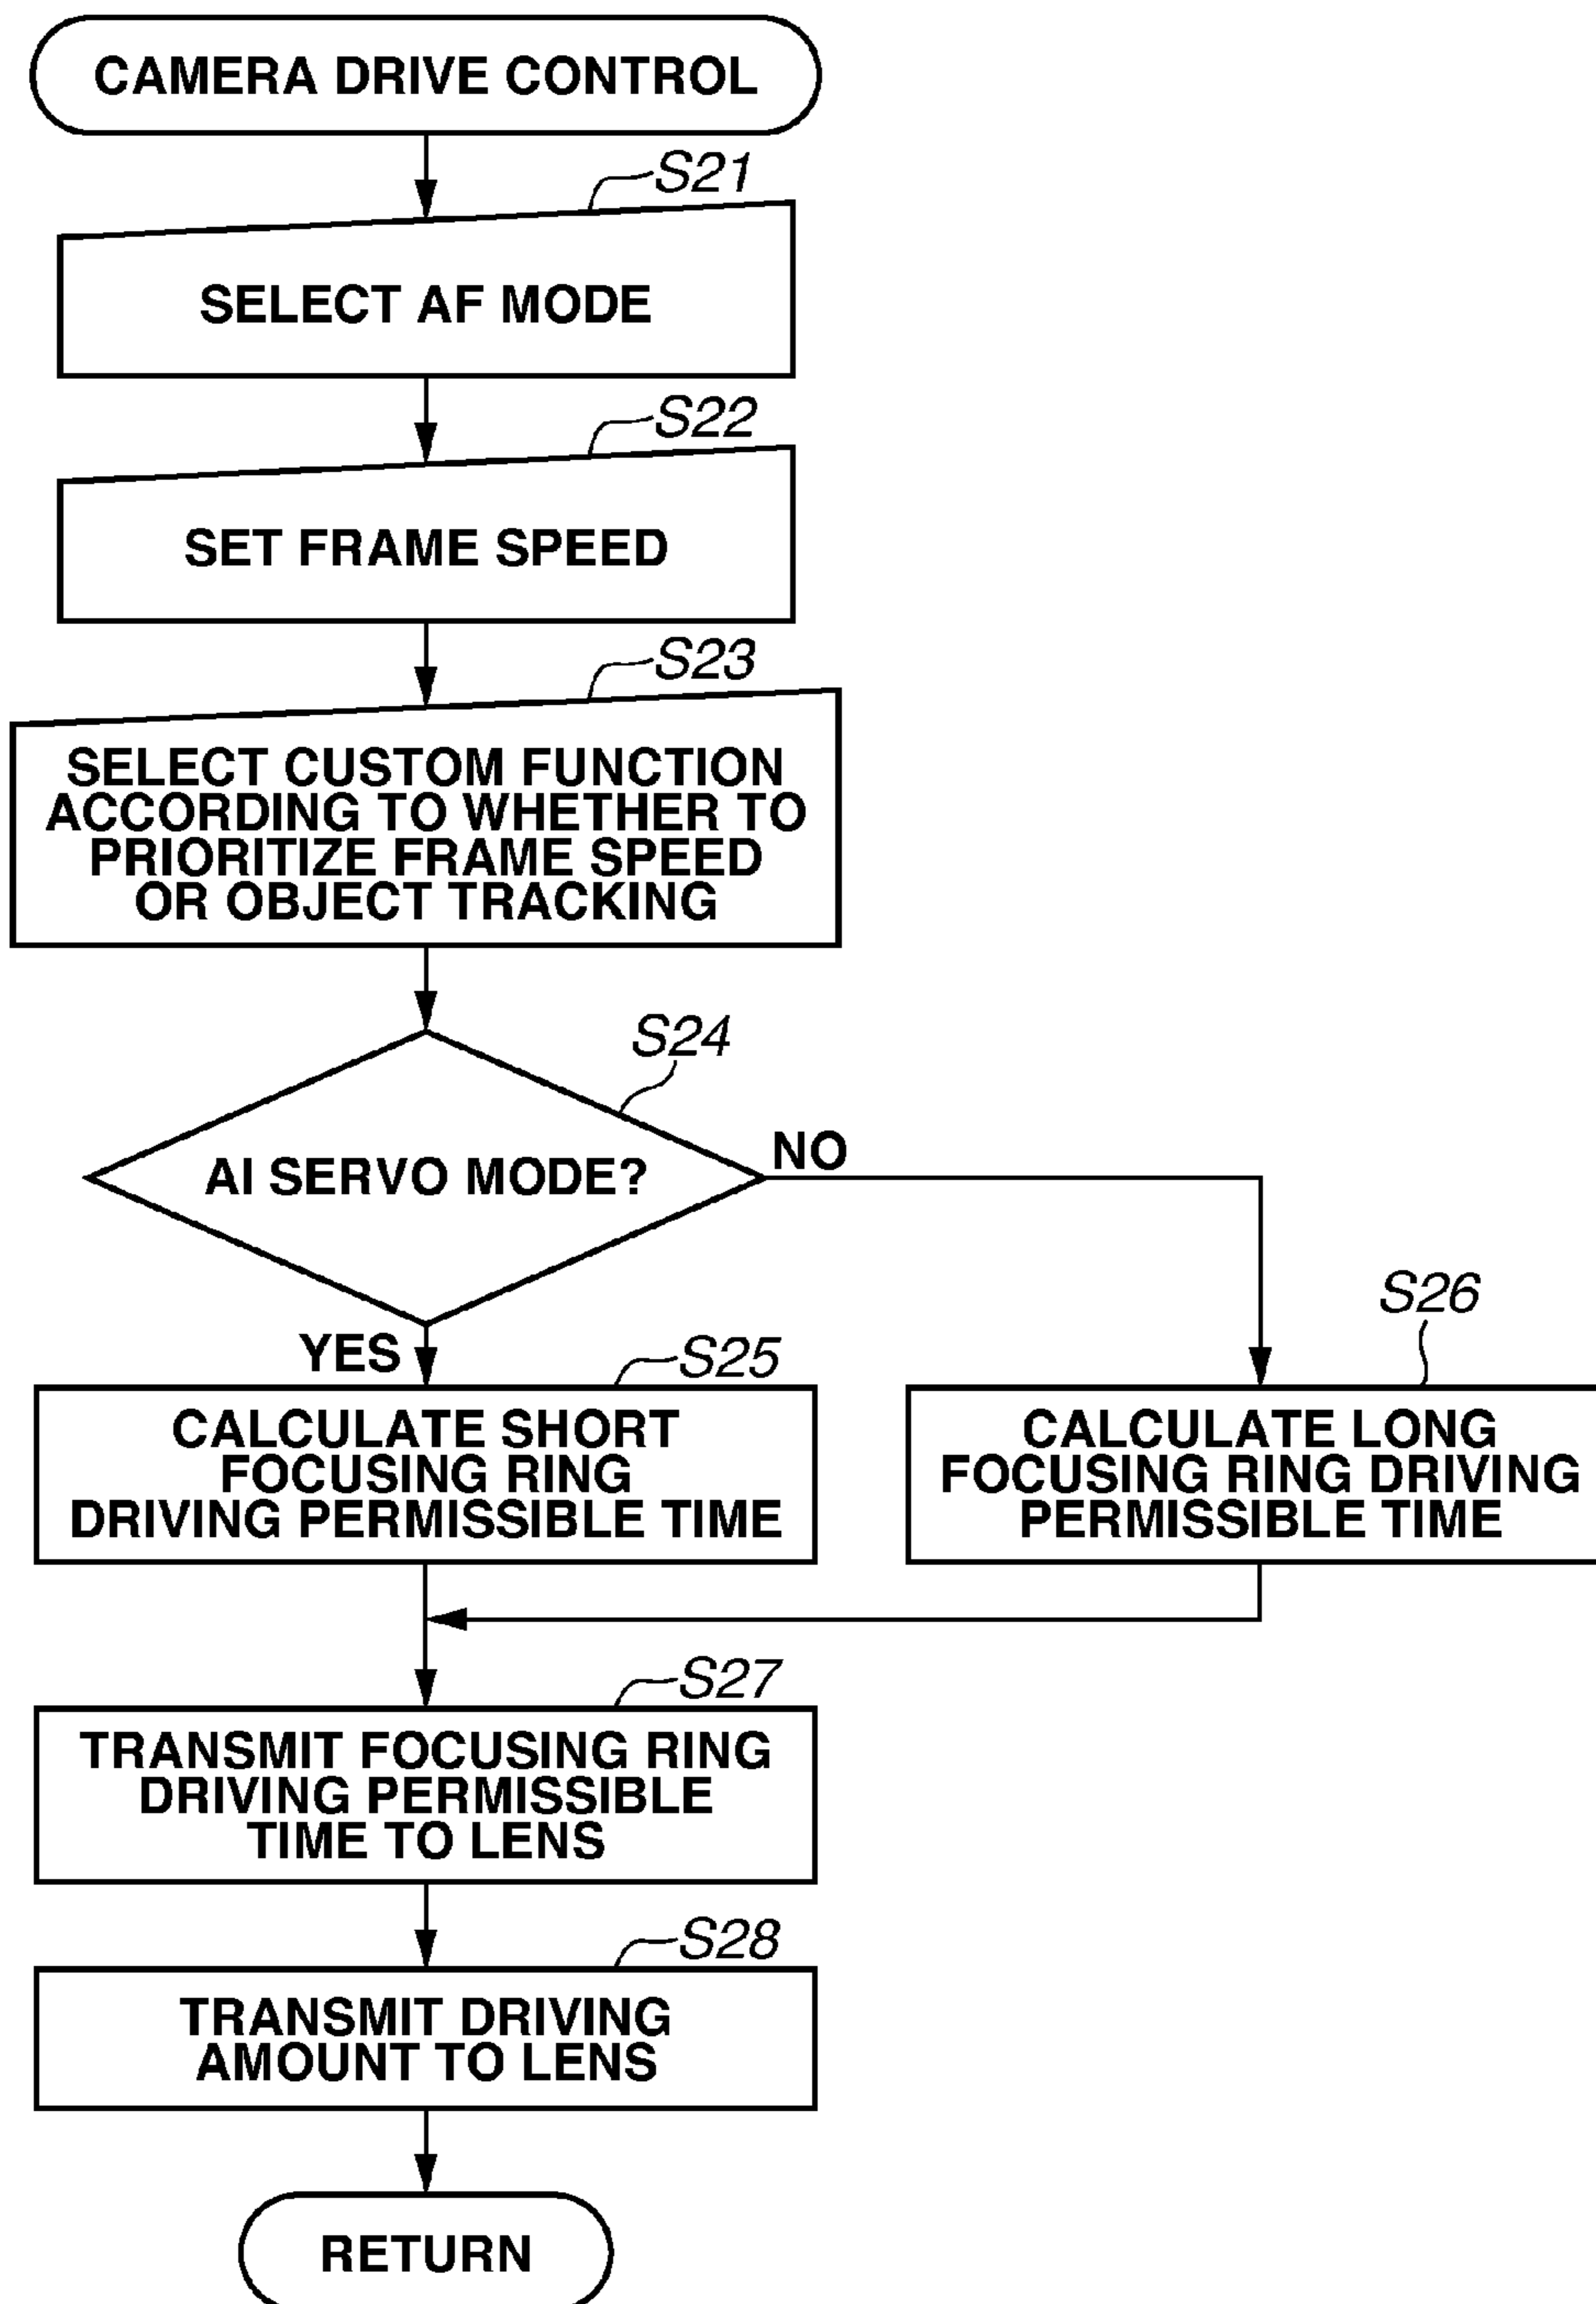 CAMERA DRIVE CONTROL
S21
SELECT AF MODE
S22
SET FRAME SPEED
S23
SELECT CUSTOM FUNCTION
ACCORDING TO WHETHER TO
PRIORITIZE FRAME SPEED
OR OBJECT TRACKING
S24
AI SERVO MODE?
NO
YES
S25
CALCULATE SHORT
FOCUSING RING
DRIVING PERMISSIBLE TIME
S26
CALCULATE LONG
FOCUSING RING DRIVING
PERMISSIBLE TIME
S27
TRANSMIT FOCUSING RING
DRIVING PERMISSIBLE
TIME TO LENS
S28
TRANSMIT DRIVING
AMOUNT TO LENS
RETURN